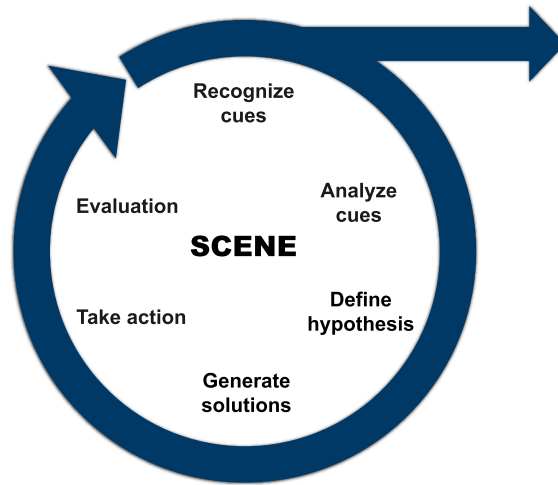 Recognize
cues
Analyze
cues
Define
hypothesis
Generate
solutions
Take action
Evaluation
SCENE